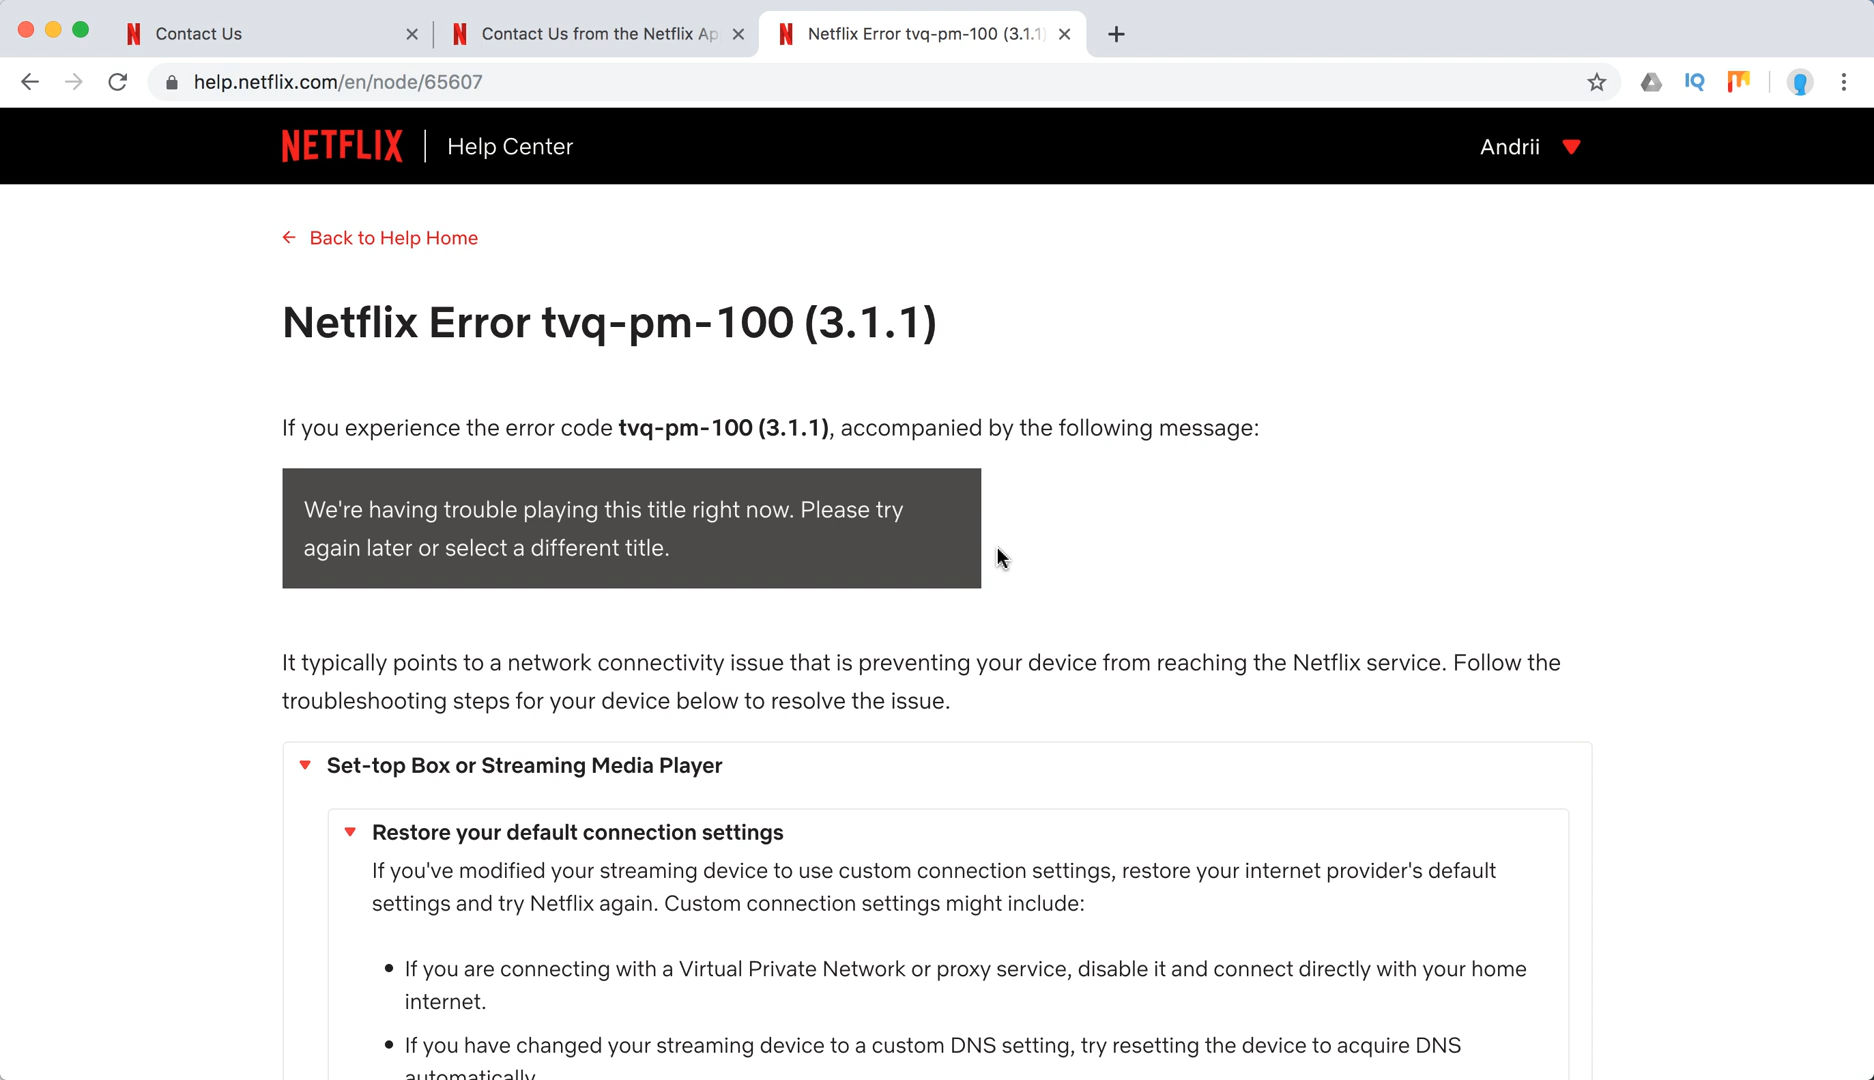 Contact Us
Contact Us from the Netflix Ap
Netflix Error tvq-pm-100 (3.1.1)
help.netflix.com/en/node/65607
IQ
NETFLIX | Help Center
Andrii
← Back to Help Home
Netflix Error tvq-pm-100 (3.1.1)
If you experience the error code tvq-pm-100 (3.1.1), accompanied by the following message:
We're having trouble playing this title right now. Please try
again later or select a different title.
It typically points to a network connectivity issue that is preventing your device from reaching the Netflix service. Follow the
troubleshooting steps for your device below to resolve the issue.
Set-top Box or Streaming Media Player
Restore your default connection settings
If you've modified your streaming device to use custom connection settings, restore your internet provider's default
settings and try Netflix again. Custom connection settings might include:
• If you are connecting with a Virtual Private Network or proxy service, disable it and connect directly with your home
internet.
• If you have changed your streaming device to a custom DNS setting, try resetting the device to acquire DNS
automatically.